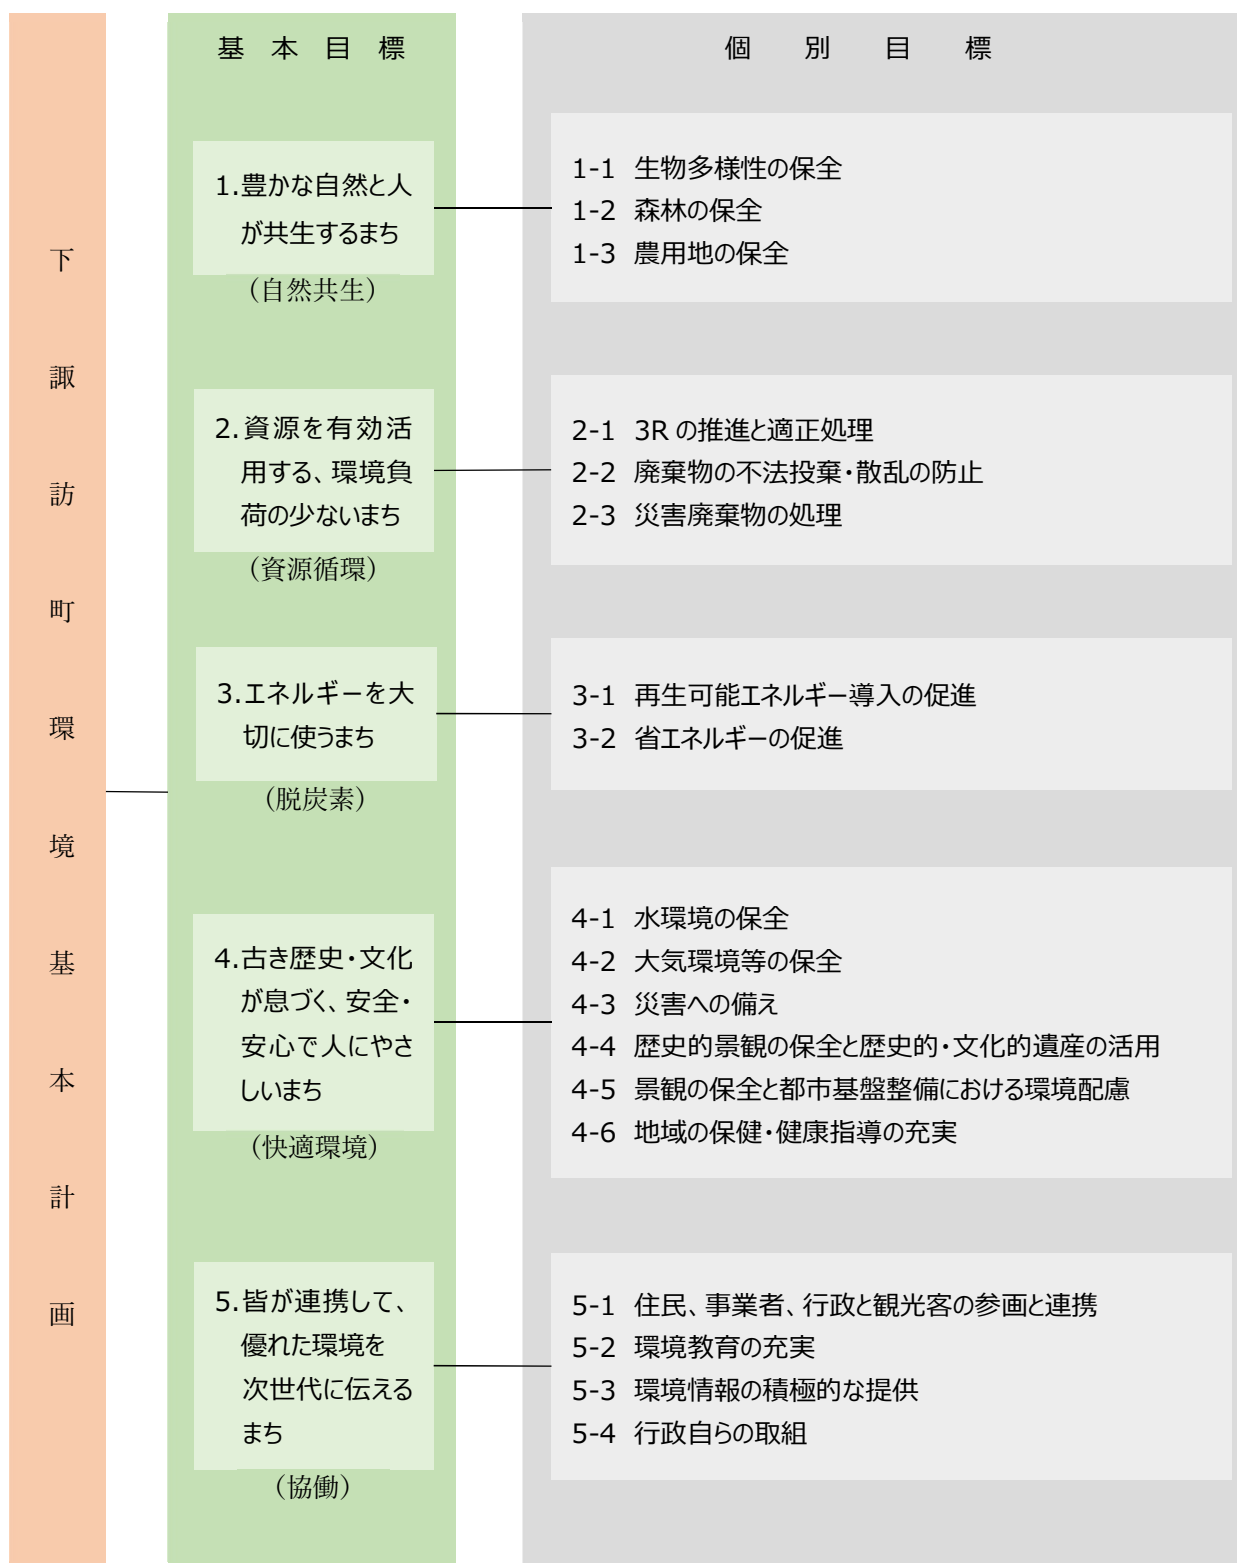 下諏訪町環境基本計画
基本目標
個別目標
1.豊かな自然と人
が共生するまち
（自然共生）
1-1 生物多様性の保全
1-2 森林の保全
1-3 農用地の保全
2.資源を有効活
用する、環境負
荷の少ないまち
（資源循環）
2-1 3R の推進と適正処理
2-2 廃棄物の不法投棄・散乱の防止
2-3 災害廃棄物の処理
3.エネルギーを大
切に使うまち
（脱炭素）
3-1 再生可能エネルギー導入の促進
3-2 省エネルギーの促進
4.古き歴史・文化
が息づく、安全・
安心で人にやさ
しいまち
（快適環境）
4-1 水環境の保全
4-2 大気環境等の保全
4-3 災害への備え
4-4 歴史的景観の保全と歴史的・文化的遺産の活用
4-5 景観の保全と都市基盤整備における環境配慮
4-6 地域の保健・健康指導の充実
5.皆が連携して、
優れた環境を
次世代に伝える
まち
（協働）
5-1 住民、事業者、行政と観光客の参画と連携
5-2 環境教育の充実
5-3 環境情報の積極的な提供
5-4 行政自らの取組